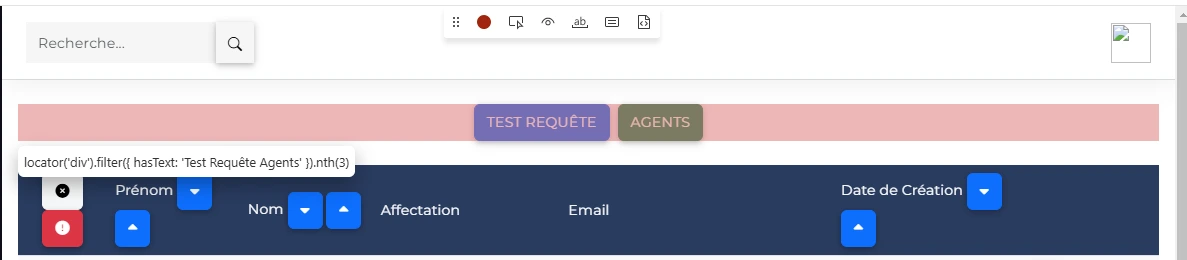 Recherche...
ab
TEST REQUÊTE
AGENTS
locator('div').filter({ hasText: 'Test Requête Agents' }).nth(3)
Prénom
Nom
Affectation
Email
Date de Création